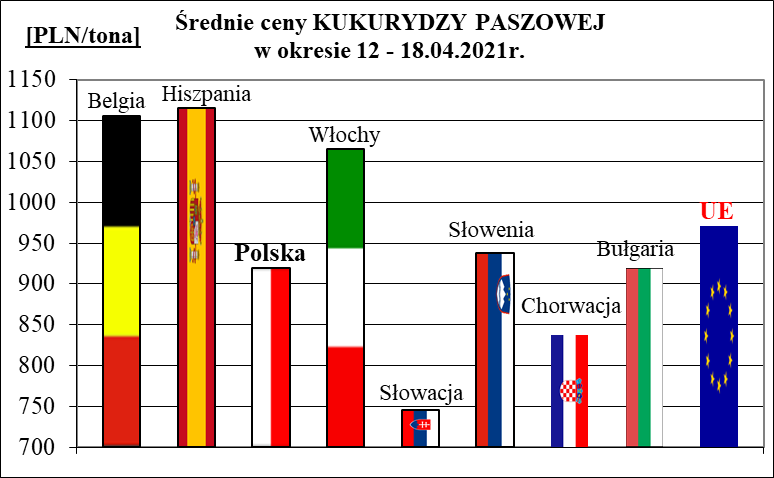 Średnie ceny KUKURYDZY PASZOWEJ
[PLN/tona]
w okresie 12 - 18.04.2021r.
1150
1100
1050
1000
950
900
850
800
750
700
Belgia
Hiszpania
Polska
Włochy
Słowacja
Słowenia
Chorwacja
Bułgaria
UE